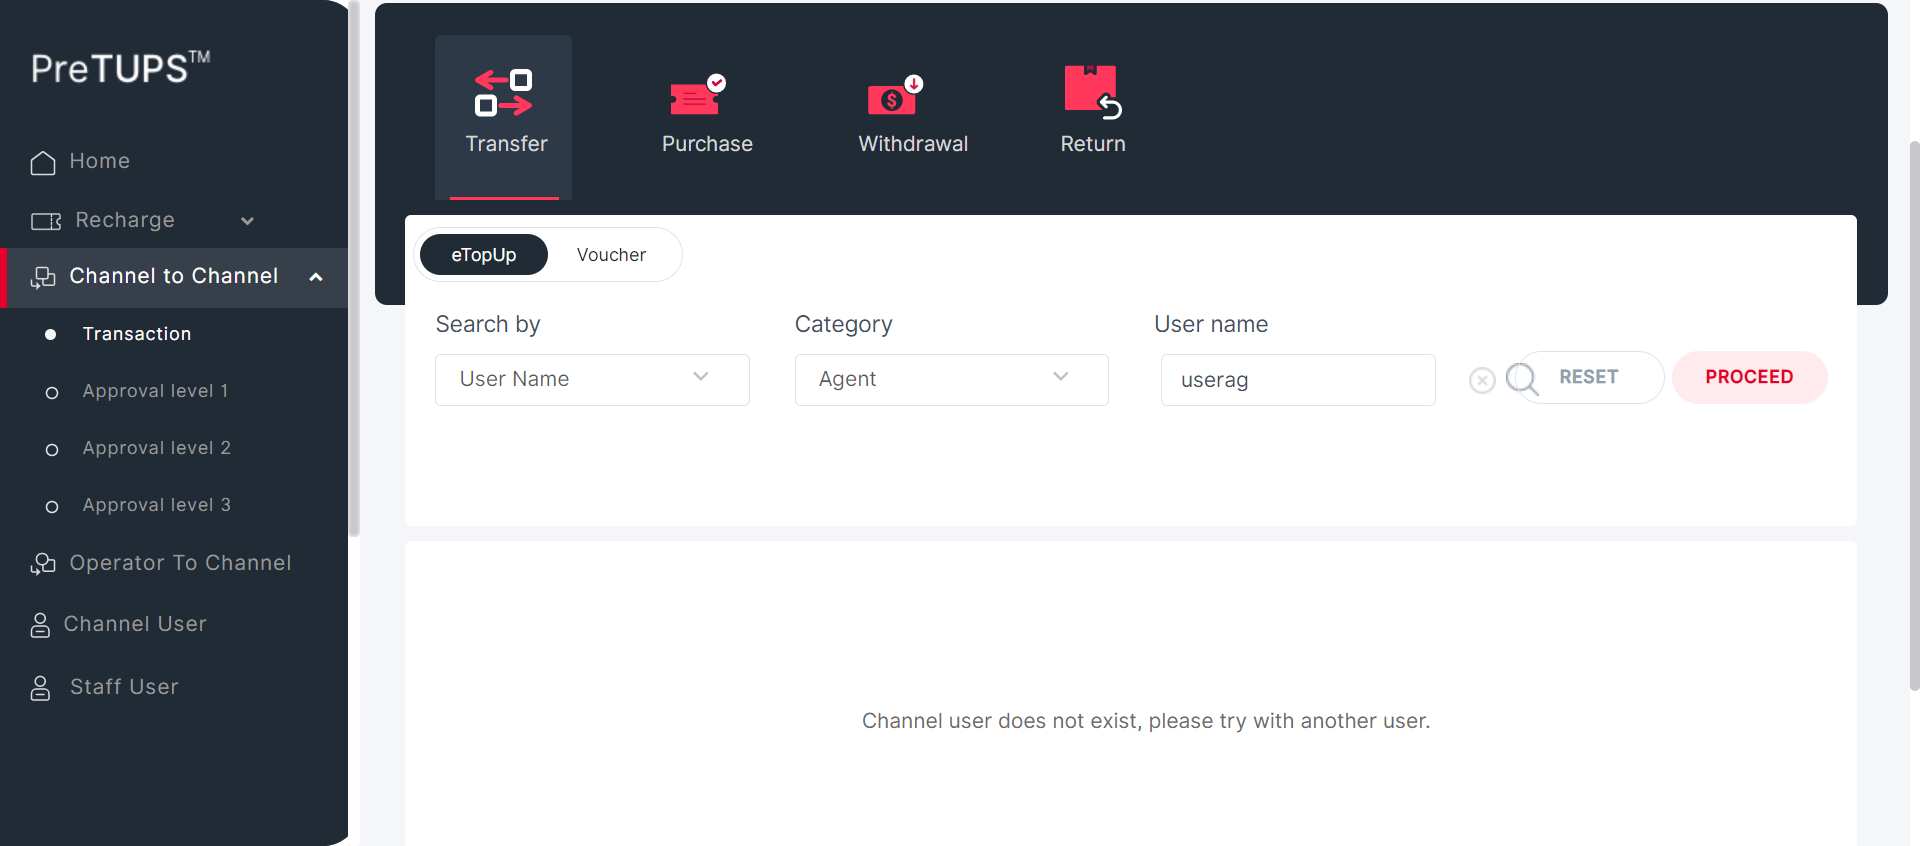 PreTUPS™
Home
Recharge
Channel to Channel
Transaction
Approval level 1
Approval level 2
Approval level 3
Operator To Channel
Channel User
Staff User
Transfer
Purchase
Withdrawal
Return
eTopUp
Voucher
Search by
Category
User name
User Name
Agent
userag
RESET
PROCEED
Channel user does not exist, please try with another user.